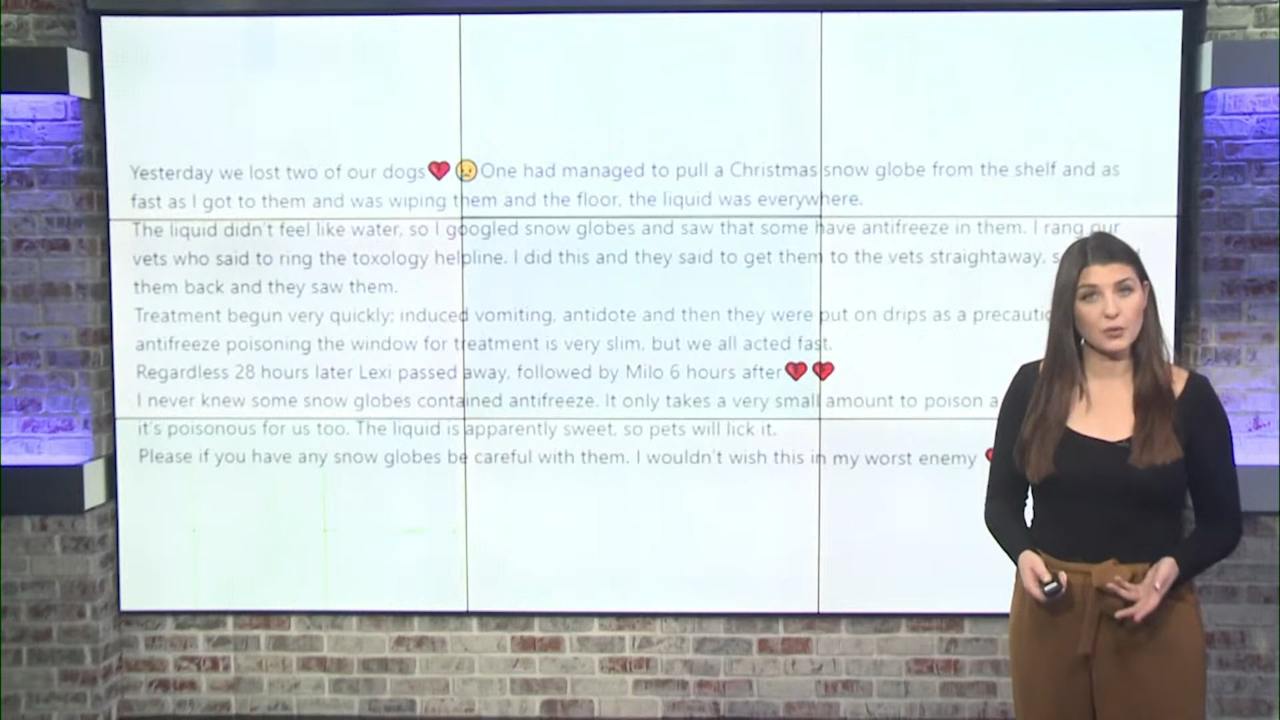 Yesterday we lost two of our dogs❤️😢One had managed to pull a Christmas snow globe from the shelf and as
fast as I got to them and was wiping them and the floor, the liquid was everywhere.
The liquid didn't feel like water, so I googled snow globes and saw that some have antifreeze in them. I rang our
vets who said to ring the toxology helpline. I did this and they said to get them to the vets straightaway,
them back and they saw them.
Treatment begun very quickly; induced vomiting, antidote and then they were put on drips as a
antifreeze poisoning the window for treatment is very slim, but we all acted fast.
Regardless 28 hours later Lexi passed away, followed by Milo 6 hours after❤️❤️
I never knew some snow globes contained antifreeze. It only takes a very small amount to poison a
it's poisonous for us too. The liquid is apparently sweet, so pets will lick it.
Please if you have any snow globes be careful with them. I wouldn't wish this in my worst enemy ❤️